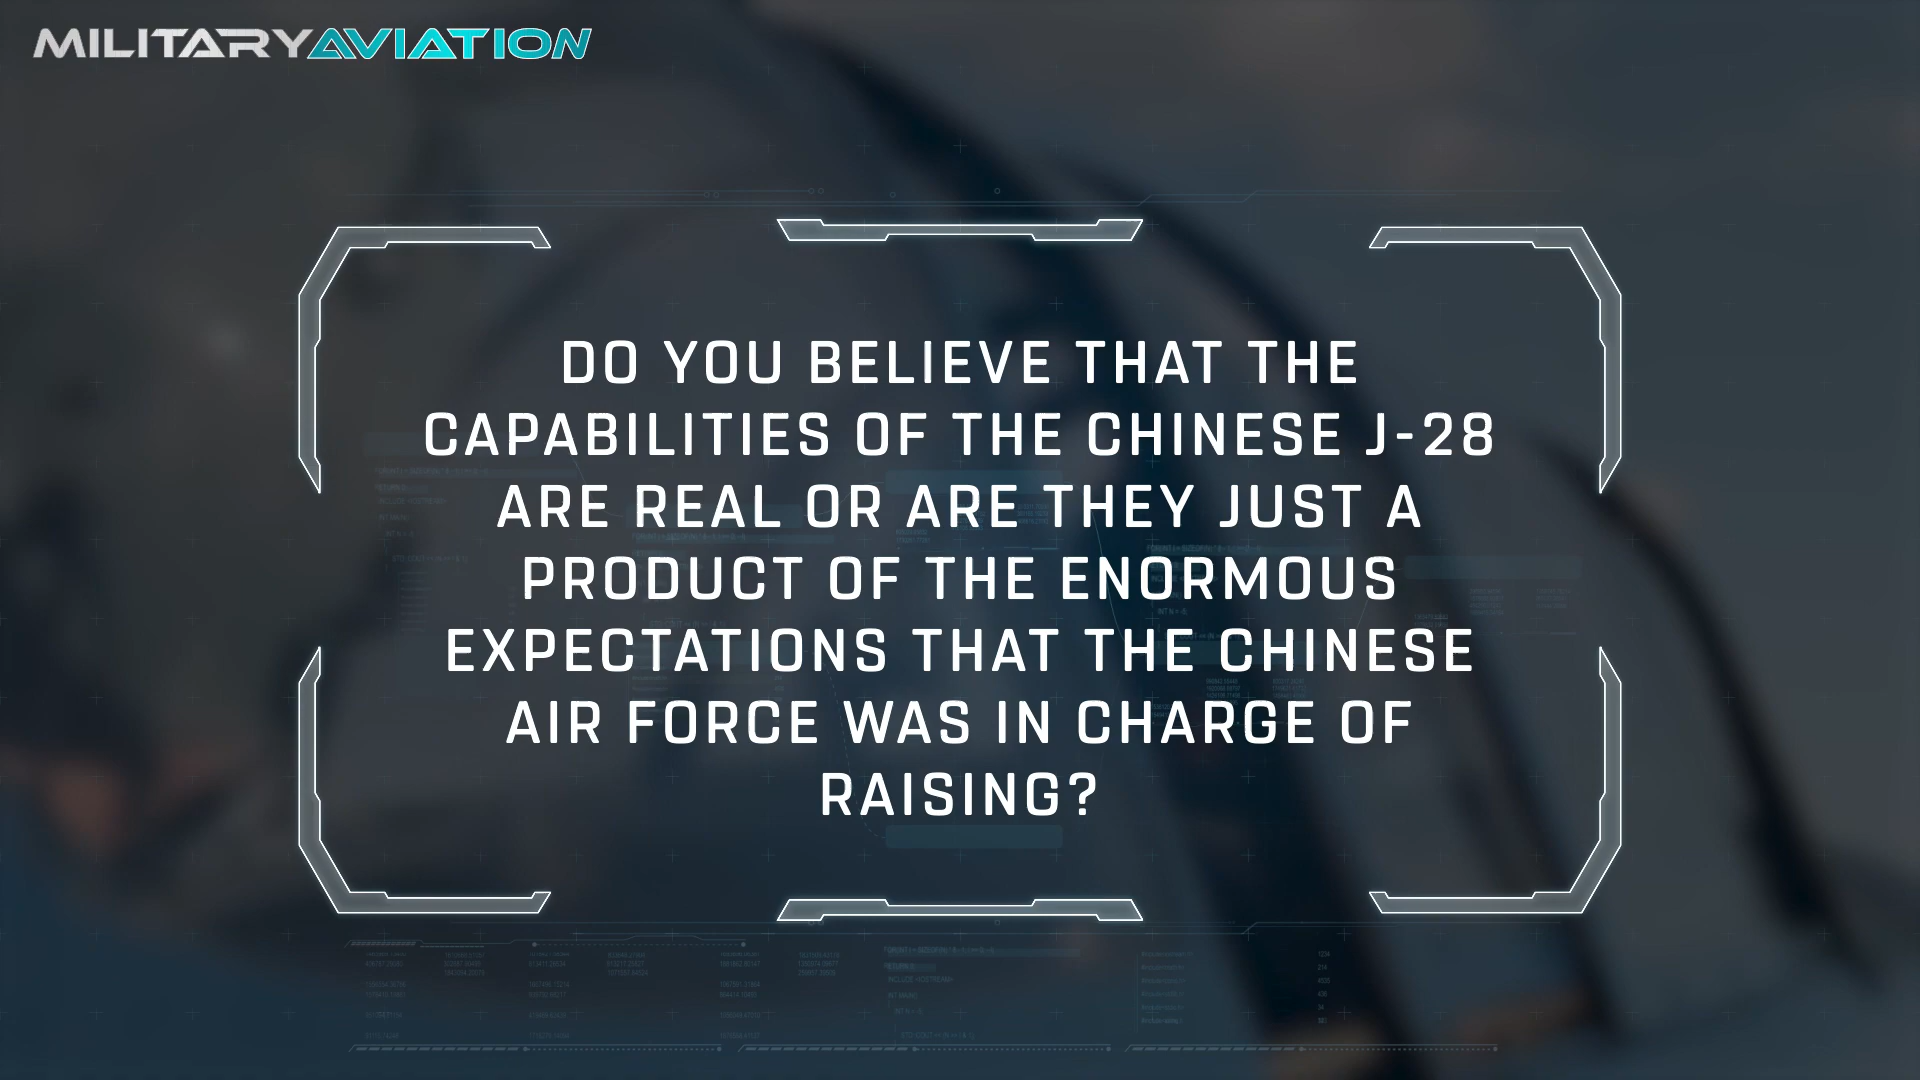 MILITARYAVIATION
DO YOU BELIEVE THAT THE
CAPABILITIES OF THE CHINESE J-28
ARE REAL OR ARE THEY JUST A
PRODUCT OF THE ENORMOUS
EXPECTATIONS THAT THE CHINESE
AIR FORCE WAS IN CHARGE OF
RAISING?